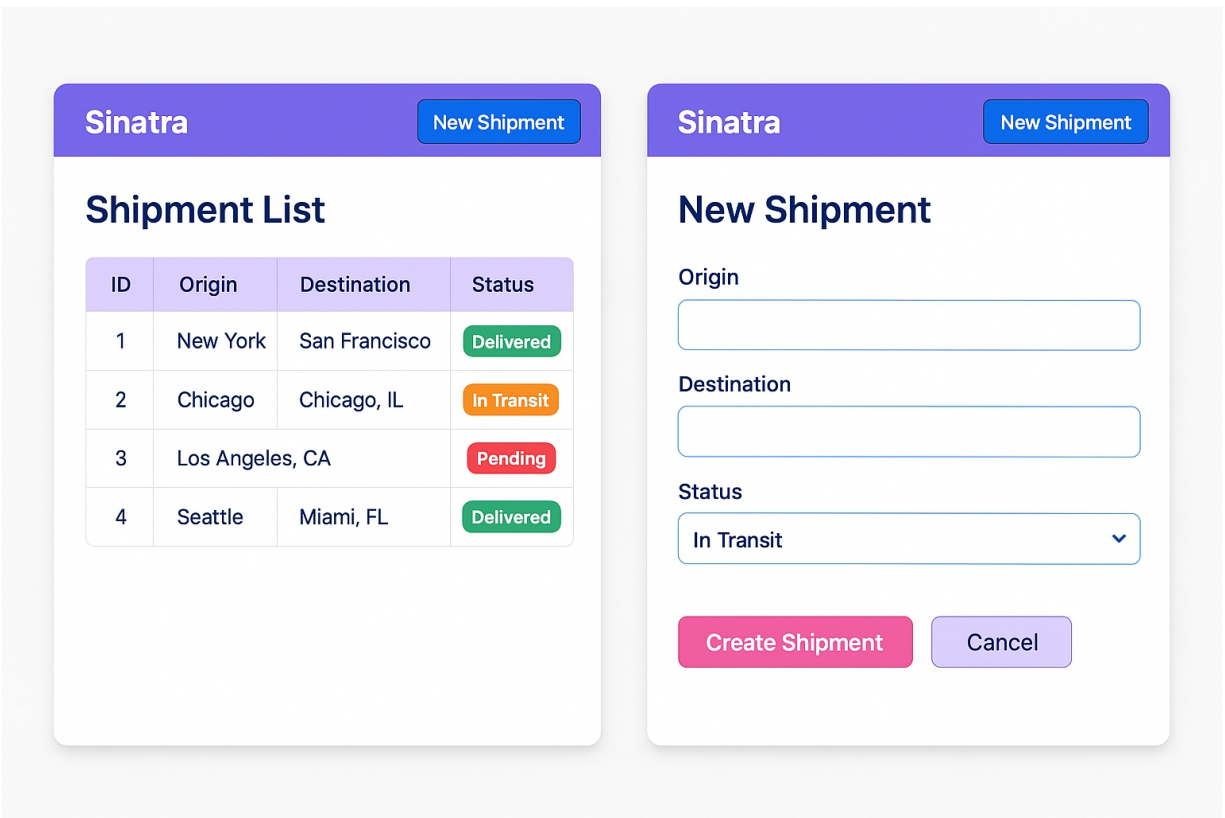 Sinatra
New Shipment
Shipment List
ID Origin Destination Status
1 New York San Francisco Delivered
2 Chicago Chicago, IL In Transit
3 Los Angeles, CA Pending
4 Seattle Miami, FL Delivered
Sinatra
New Shipment
New Shipment
Origin
Destination
Status
In Transit
Create Shipment
Cancel